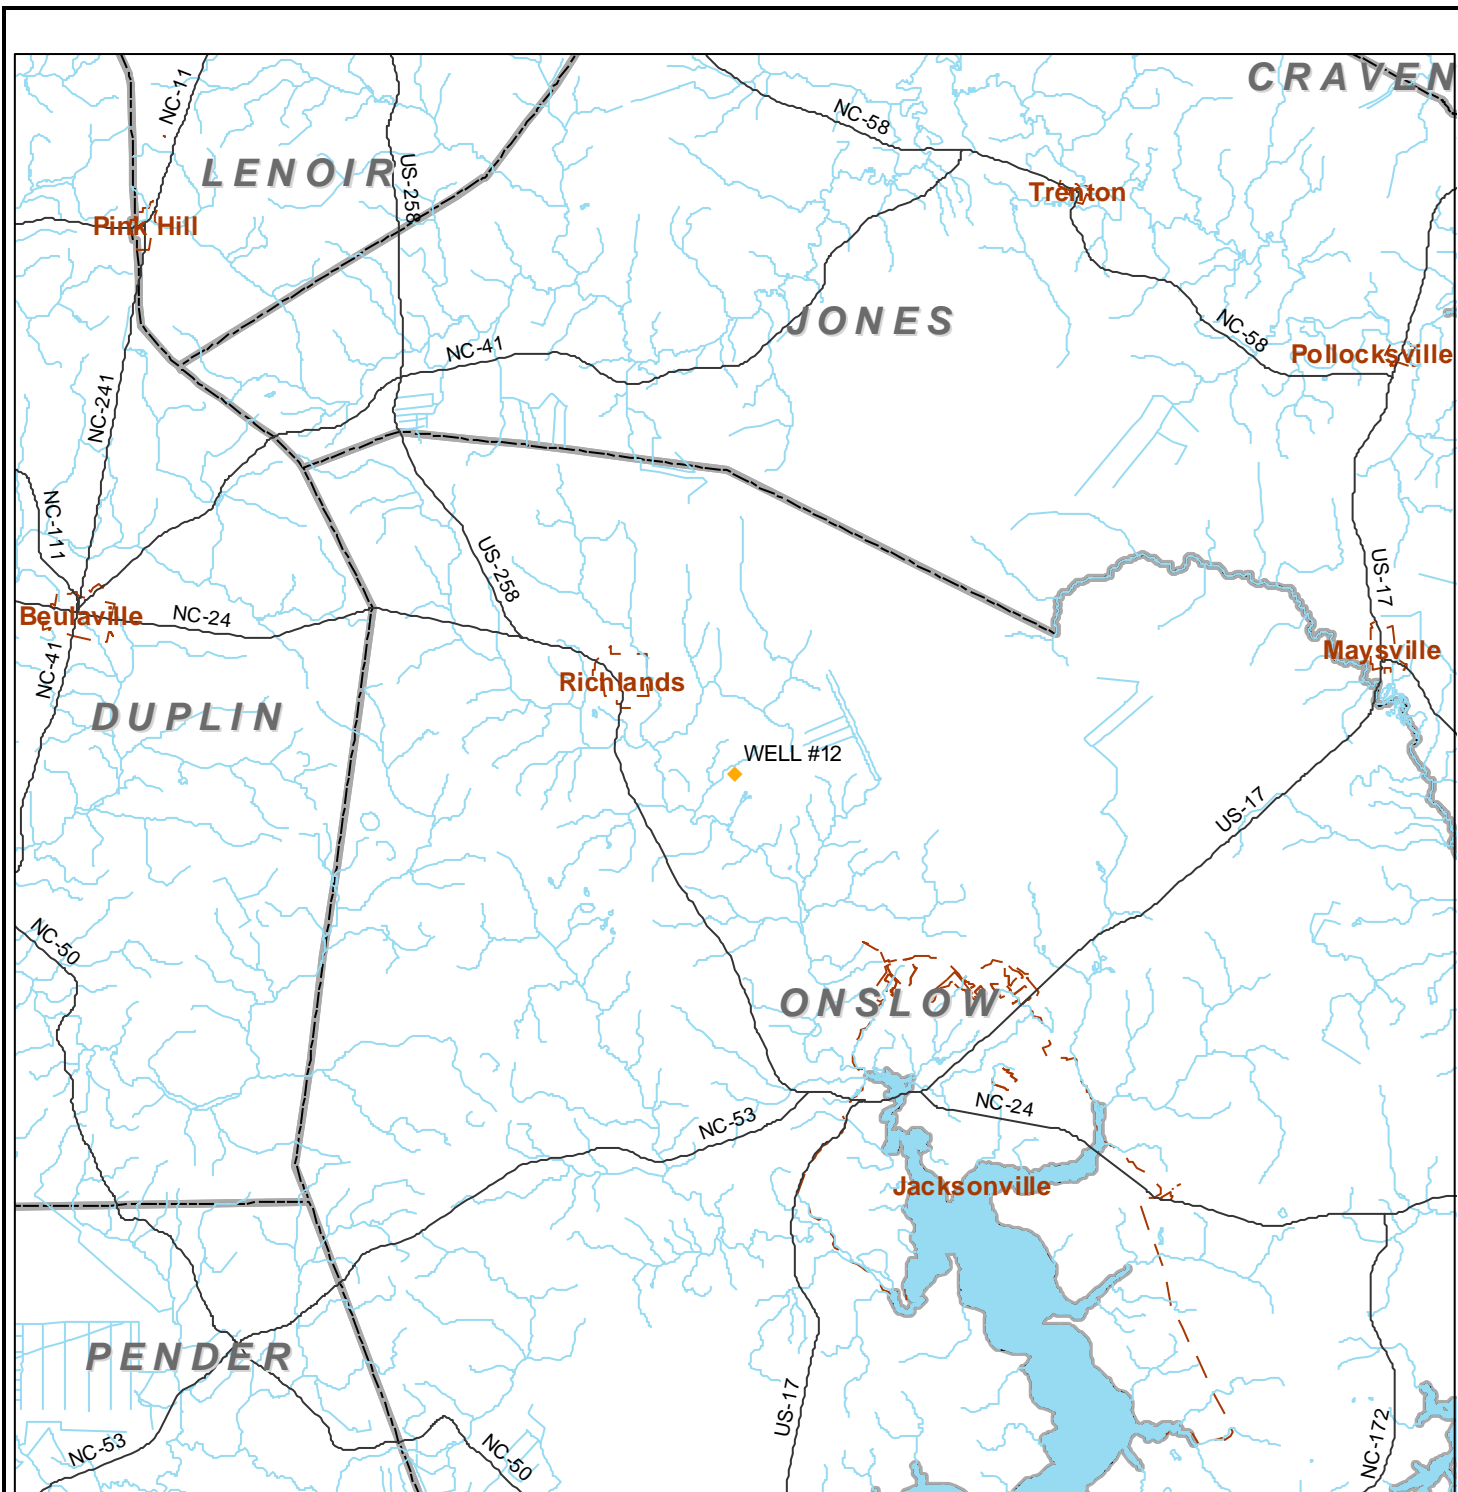 CRAVEN
NC-11
NC-58
LENOIR
US-258
Trenton
Pink Hill
JONES
NC-58
NC-41
Pollocksville
NC-241
NC-111
US-258
US-17
Beulaville
NC-24
Maysville
NC-41
Richlands
DUPLIN
WELL #12
US-17
NC-50
ONSLOW
NC-24
NC-53
Jacksonville
PENDER
US-17
NC-53
NC-50
NC-172